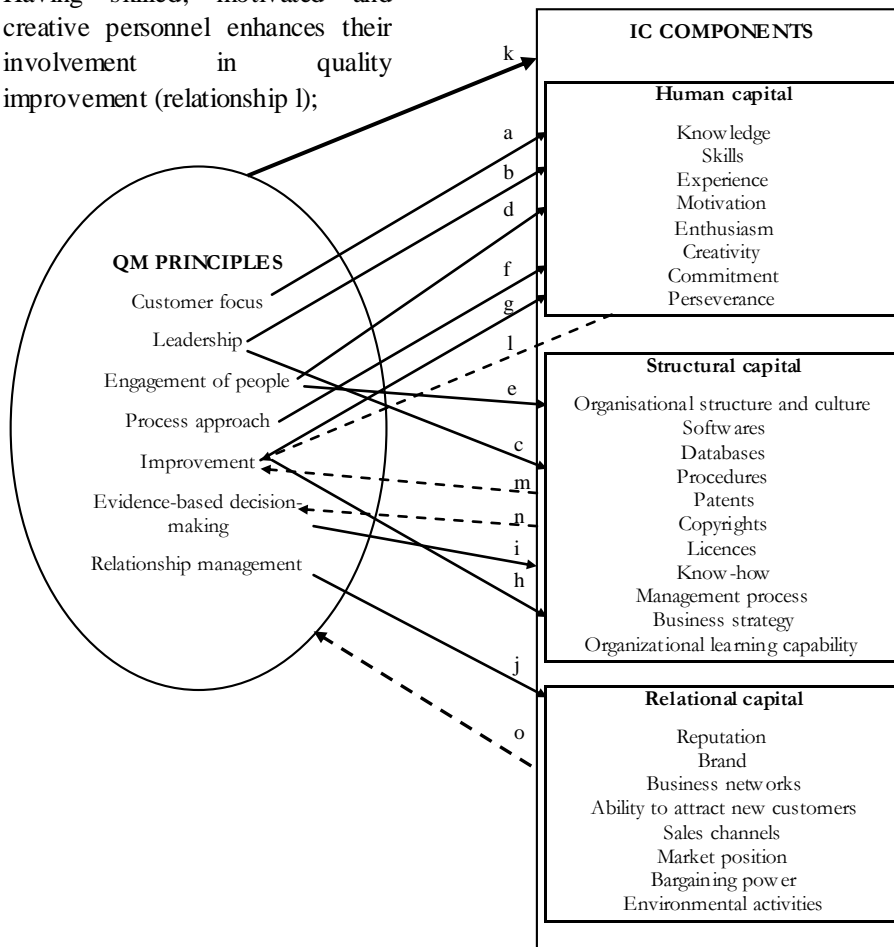 Having skilled, motivated and
creative personnel enhances their
involvement in quality
improvement (relationship l);
k
a
b
d
f
g
l
e
c
m
n
i
h
j
o
QM PRINCIPLES
Customer focus
Leadership
Engagement of people
Process approach
Improvement
Evidence-based decision-
making
Relationship management
IC COMPONENTS
Human capital
Knowledge
Skills
Experience
Motivation
Enthusiasm
Creativity
Commitment
Perseverance
Structural capital
Organisational structure and culture
Softwares
Databases
Procedures
Patents
Copyrights
Licences
Know-how
Management process
Business strategy
Organizational learning capability
Relational capital
Reputation
Brand
Business networks
Ability to attract new customers
Sales channels
Market position
Bargaining power
Environmental activities